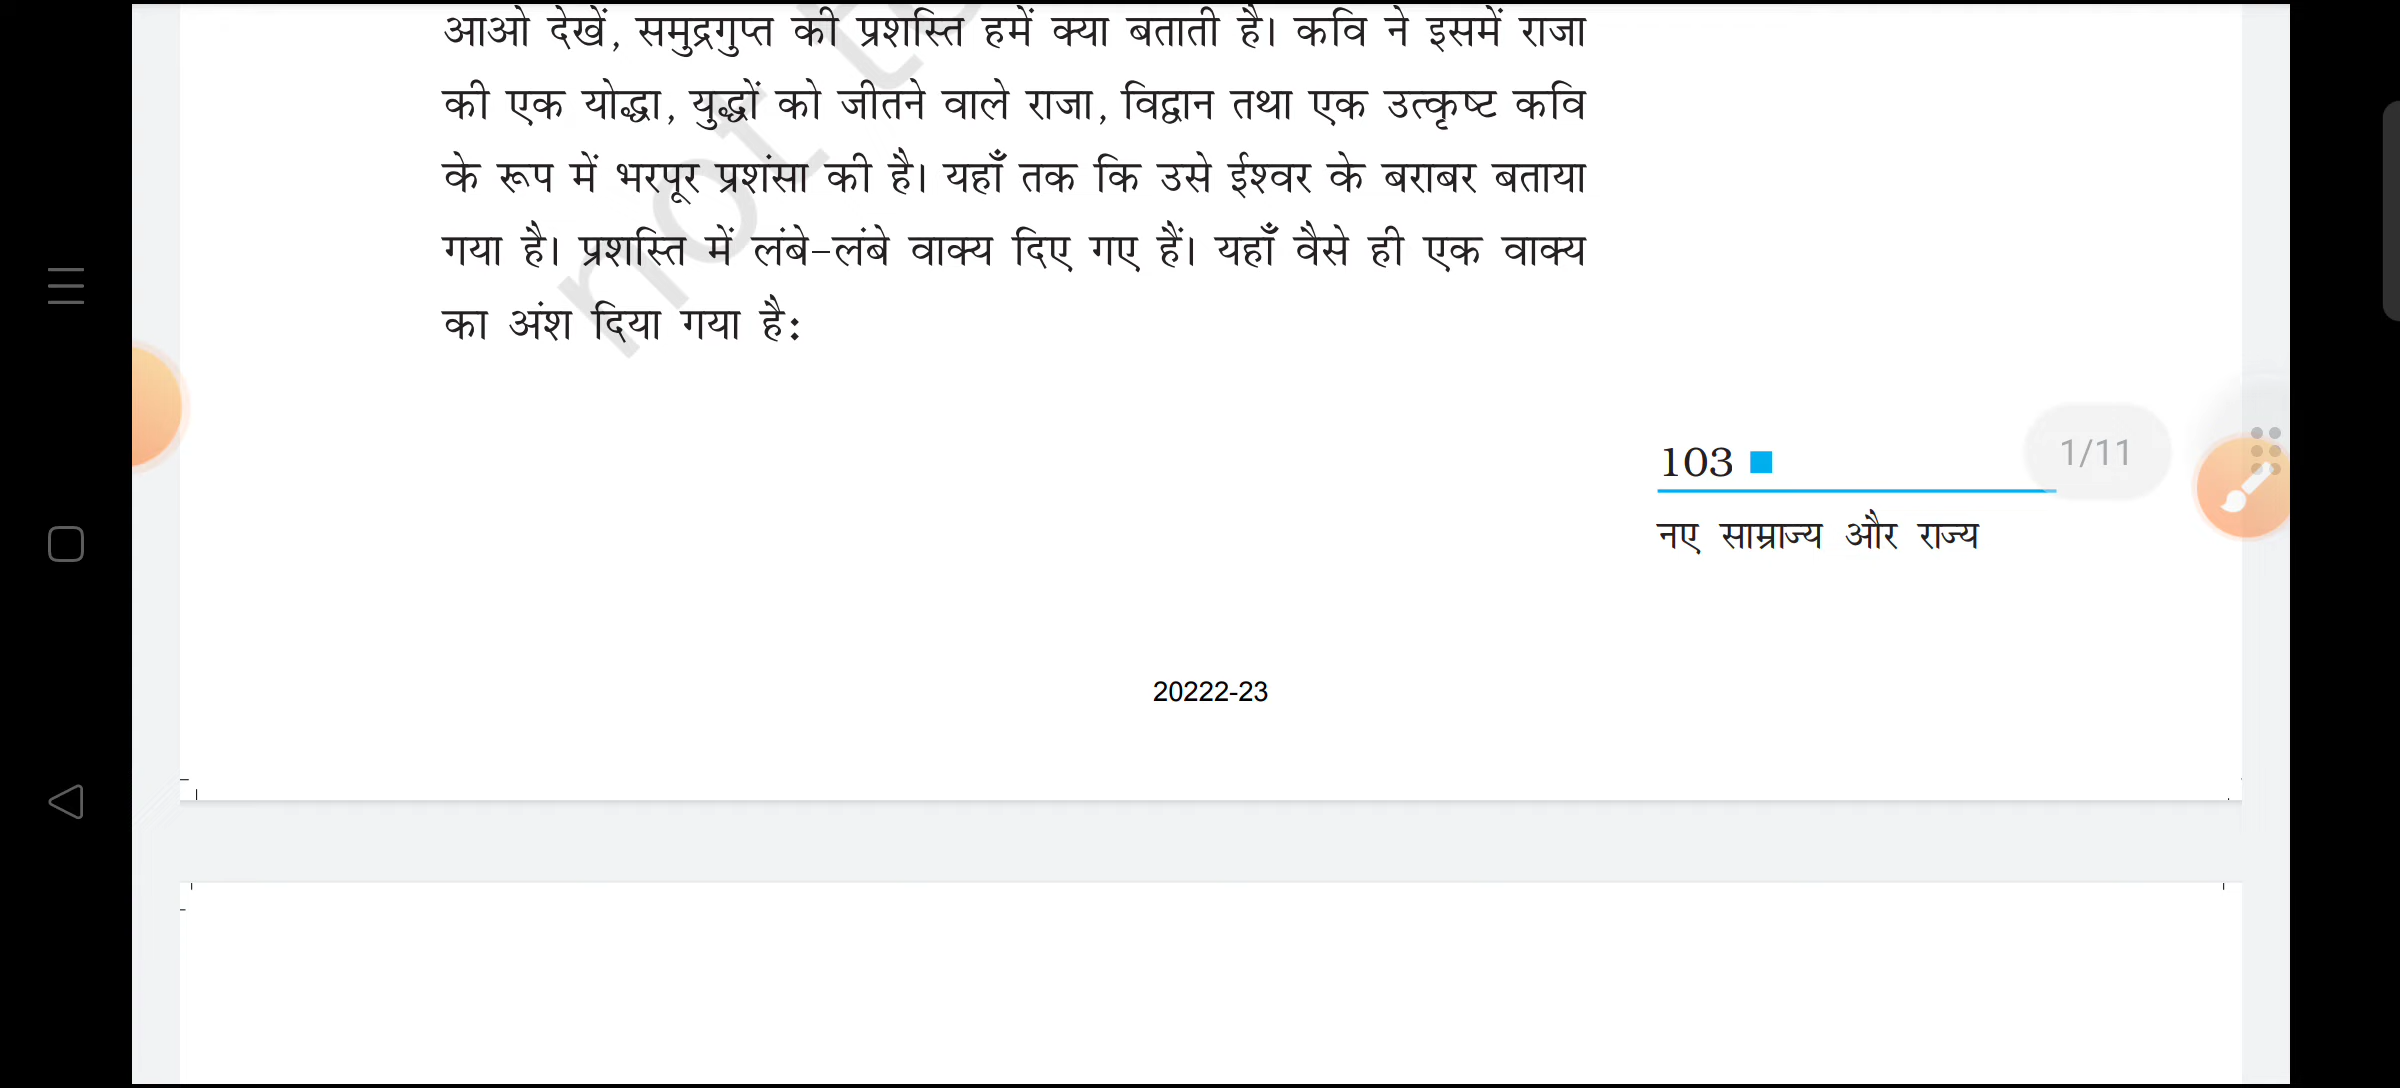 आओ देखें, समुद्रगुप्त की प्रशस्ति हमें क्या बताती है। कवि ने इसमें राजा
की एक योद्धा, युद्धों को जीतने वाले राजा, विद्वान तथा एक उत्कृष्ट कवि
के रूप में भरपूर प्रशंसा की है। यहाँ तक कि उसे ईश्वर के बराबर बताया
गया है। प्रशस्ति में लंबे-लंबे वाक्य दिए गए हैं। यहाँ वैसे ही एक वाक्य
का अंश दिया गया है:
not t
103
1/11
नए साम्राज्य और राज्य
20222-23